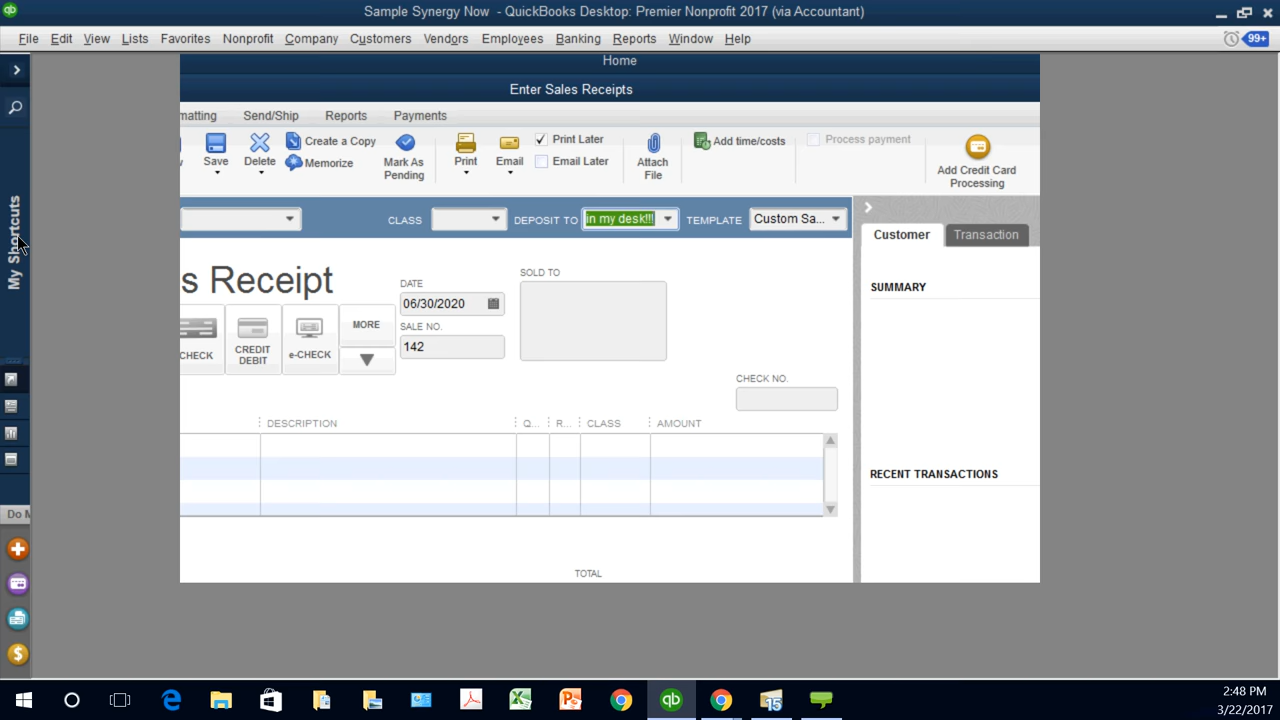 Sample Synergy Now - QuickBooks Desktop: Premier Nonprofit 2017 (via Accountant)
File Edit View Lists Favorites Nonprofit Company Customers Vendors Employees Banking Reports Window Help
99+
Home
Enter Sales Receipts
matting Send/Ship Reports Payments
Save Delete Create a Copy Memorize Mark As Pending Print Email Print Later Email Later Attach File Add time/costs Process payment Add Credit Card Processing
My Shortcuts
CLASS DEPOSIT TO in my desk!!! TEMPLATE Custom Sa...
Customer Transaction
s Receipt
DATE
06/30/2020
SALE NO.
142
SOLD TO
SUMMARY
CHECK
CREDIT DEBIT
e-CHECK
MORE
CHECK NO.
DESCRIPTION Q... R... CLASS AMOUNT
RECENT TRANSACTIONS
Do M
TOTAL
15
2:48 PM
3/22/2017